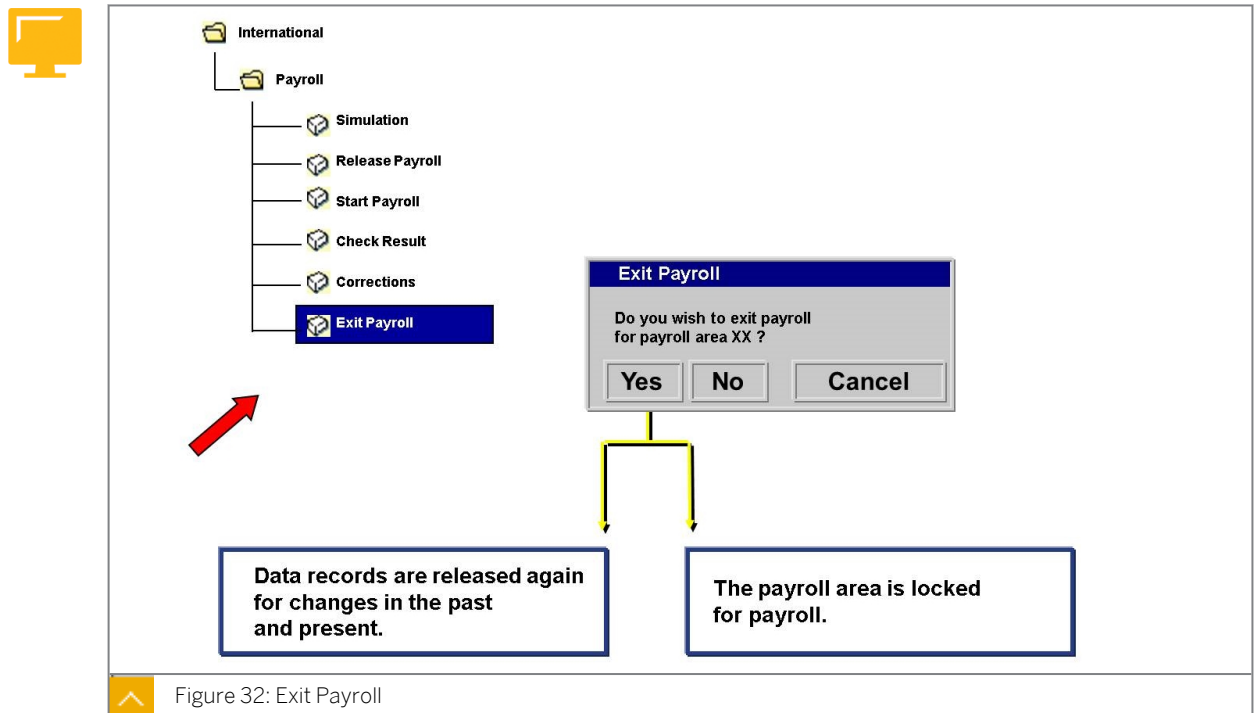 International
Payroll
Simulation
Release Payroll
Start Payroll
Check Result
Corrections
Exit Payroll
Exit Payroll
Do you wish to exit payroll
for payroll area XX ?
Yes
No
Cancel
Data records are released again
for changes in the past
and present.
The payroll area is locked
for payroll.
Figure 32: Exit Payroll